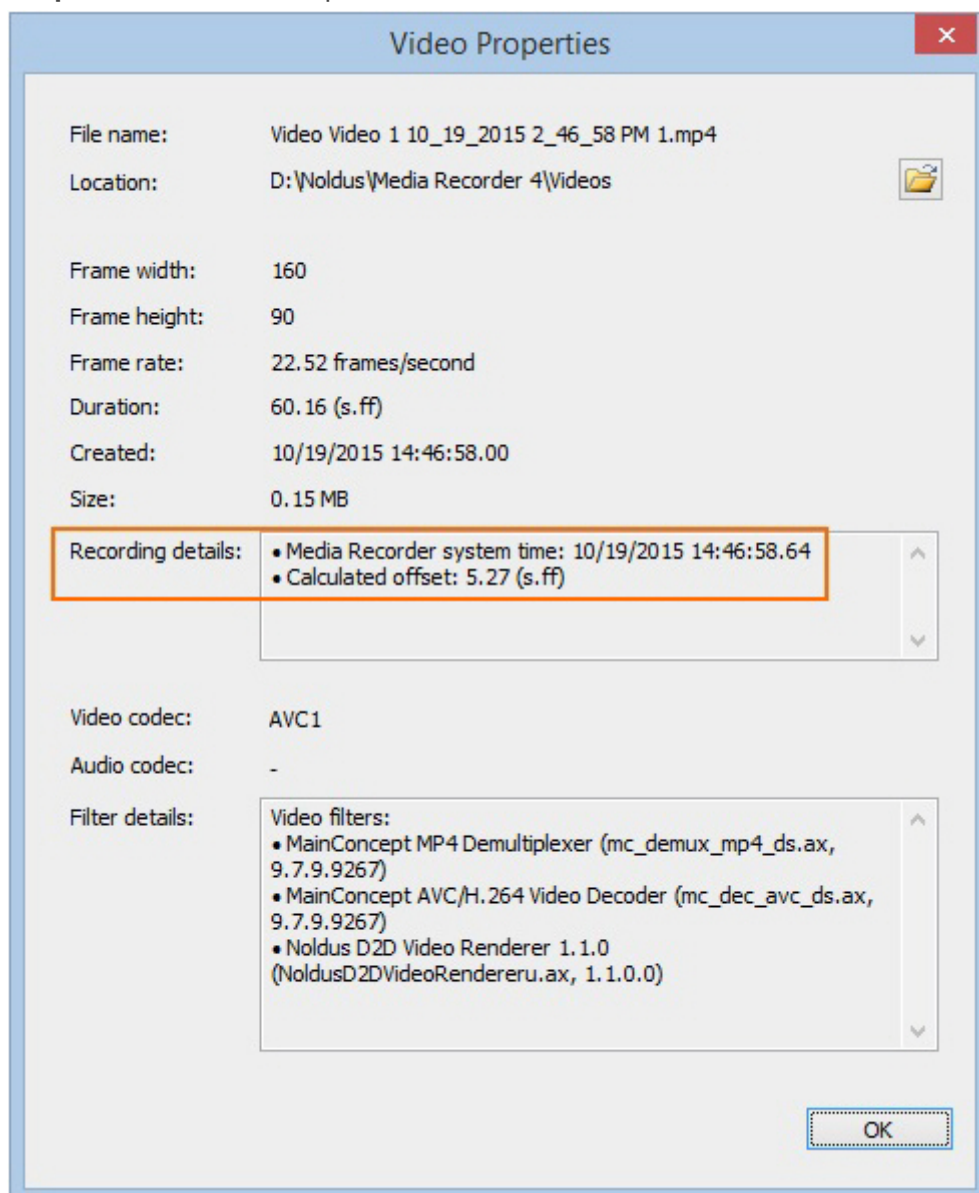 Video Properties
File name: Video Video 1 10_19_2015 2_46_58 PM 1.mp4
Location: D:\Noldus\Media Recorder 4\Videos
Frame width: 160
Frame height: 90
Frame rate: 22.52 frames/second
Duration: 60.16 (s.ff)
Created: 10/19/2015 14:46:58.00
Size: 0.15 MB
Recording details: • Media Recorder system time: 10/19/2015 14:46:58.64
• Calculated offset: 5.27 (s.ff)
Video codec: AVC1
Audio codec: -
Filter details: Video filters:
• MainConcept MP4 Demultiplexer (mc_demux_mp4_ds.ax,
9.7.9.9267)
• MainConcept AVC/H.264 Video Decoder (mc_dec_avc_ds.ax,
9.7.9.9267)
• Noldus D2D Video Renderer 1.1.0
(NoldusD2DVideoRendereru.ax, 1.1.0.0)
OK